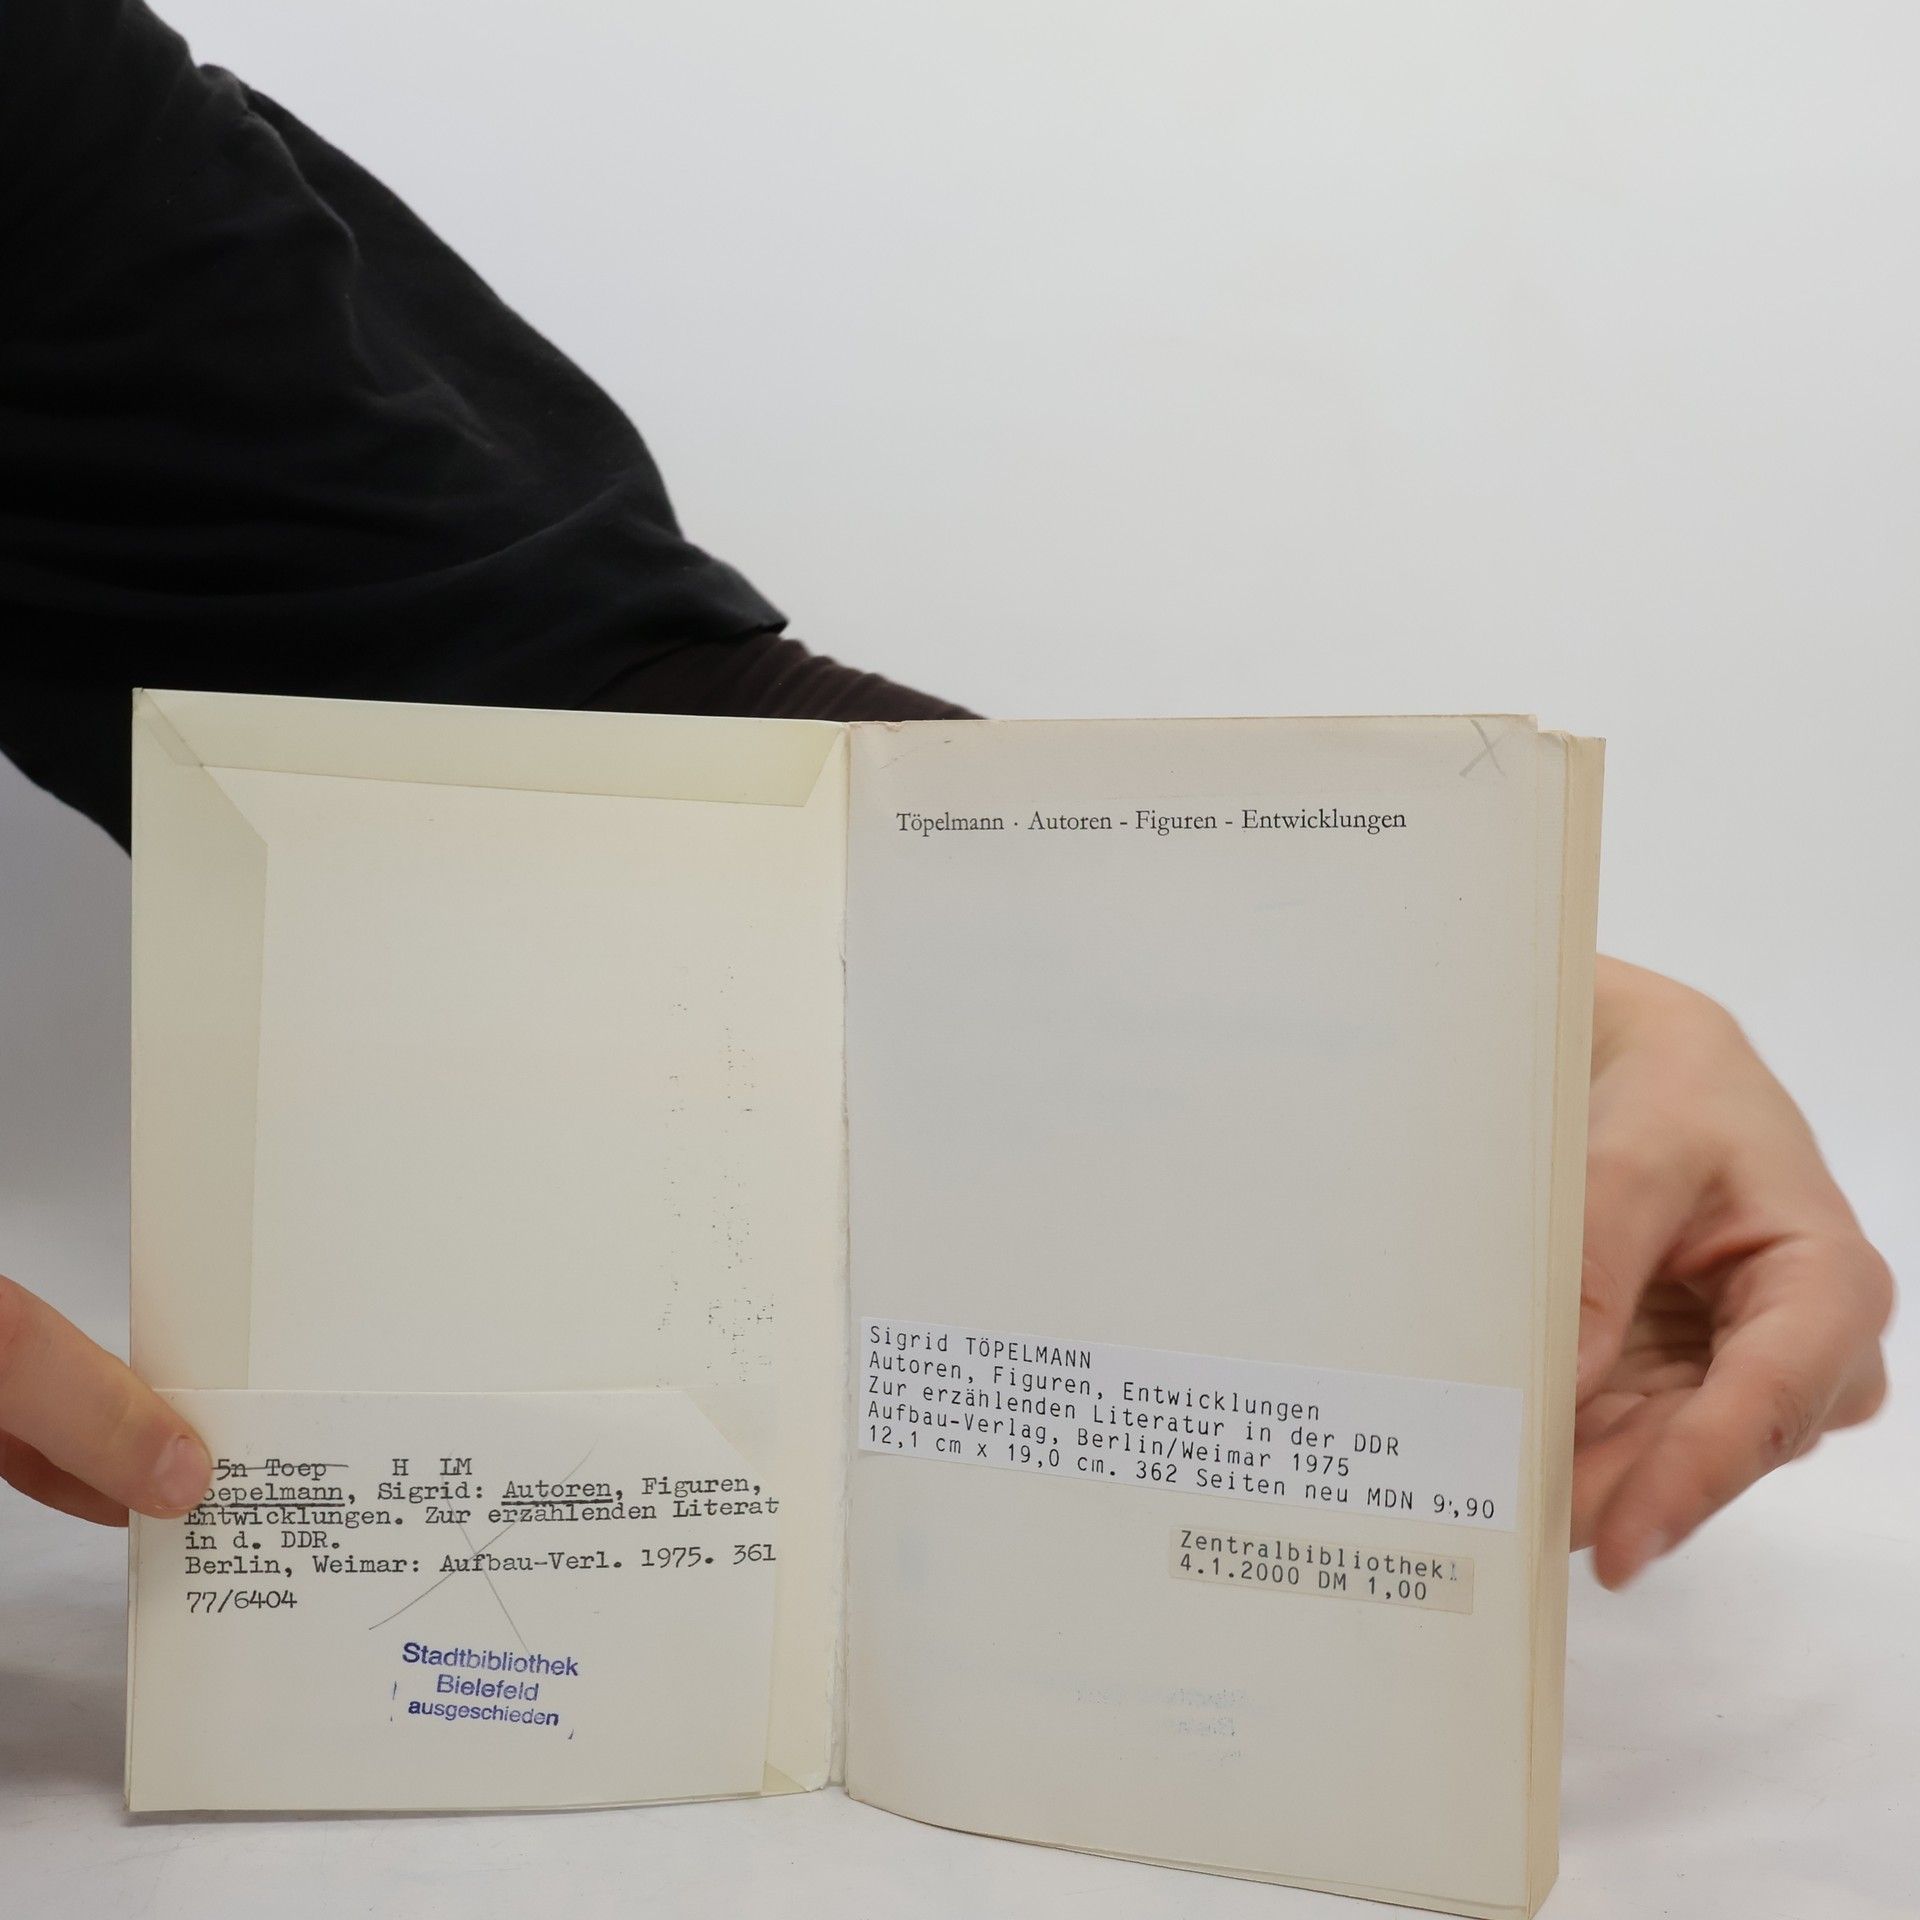 5n Toep H LM
oepelmann, Sigrid: Autoren, Figuren,
Entwicklungen. Zur erzählenden Literat
in d. DDR.
Berlin, Weimar: Aufbau-Verl. 1975. 361
77/6404
Stadtbibliothek
Bielefeld
ausgeschieden
Töpelmann · Autoren - Figuren - Entwicklungen
Sigrid TÖPELMANN
Autoren, Figuren, Entwicklungen
Zur erzählenden Literatur in der DDR
Aufbau-Verlag, Berlin/Weimar 1975
12,1 cm x 19,0 cm. 362 Seiten neu MDN 9,90
Zentralbibliothek
4.1.2000 DM 1,00